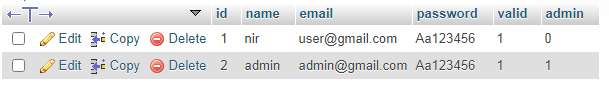 id name email password valid admin
Edit Copy Delete 1 nir user@gmail.com Aa123456 1 0
Edit Copy Delete 2 admin admin@gmail.com Aa123456 1 1